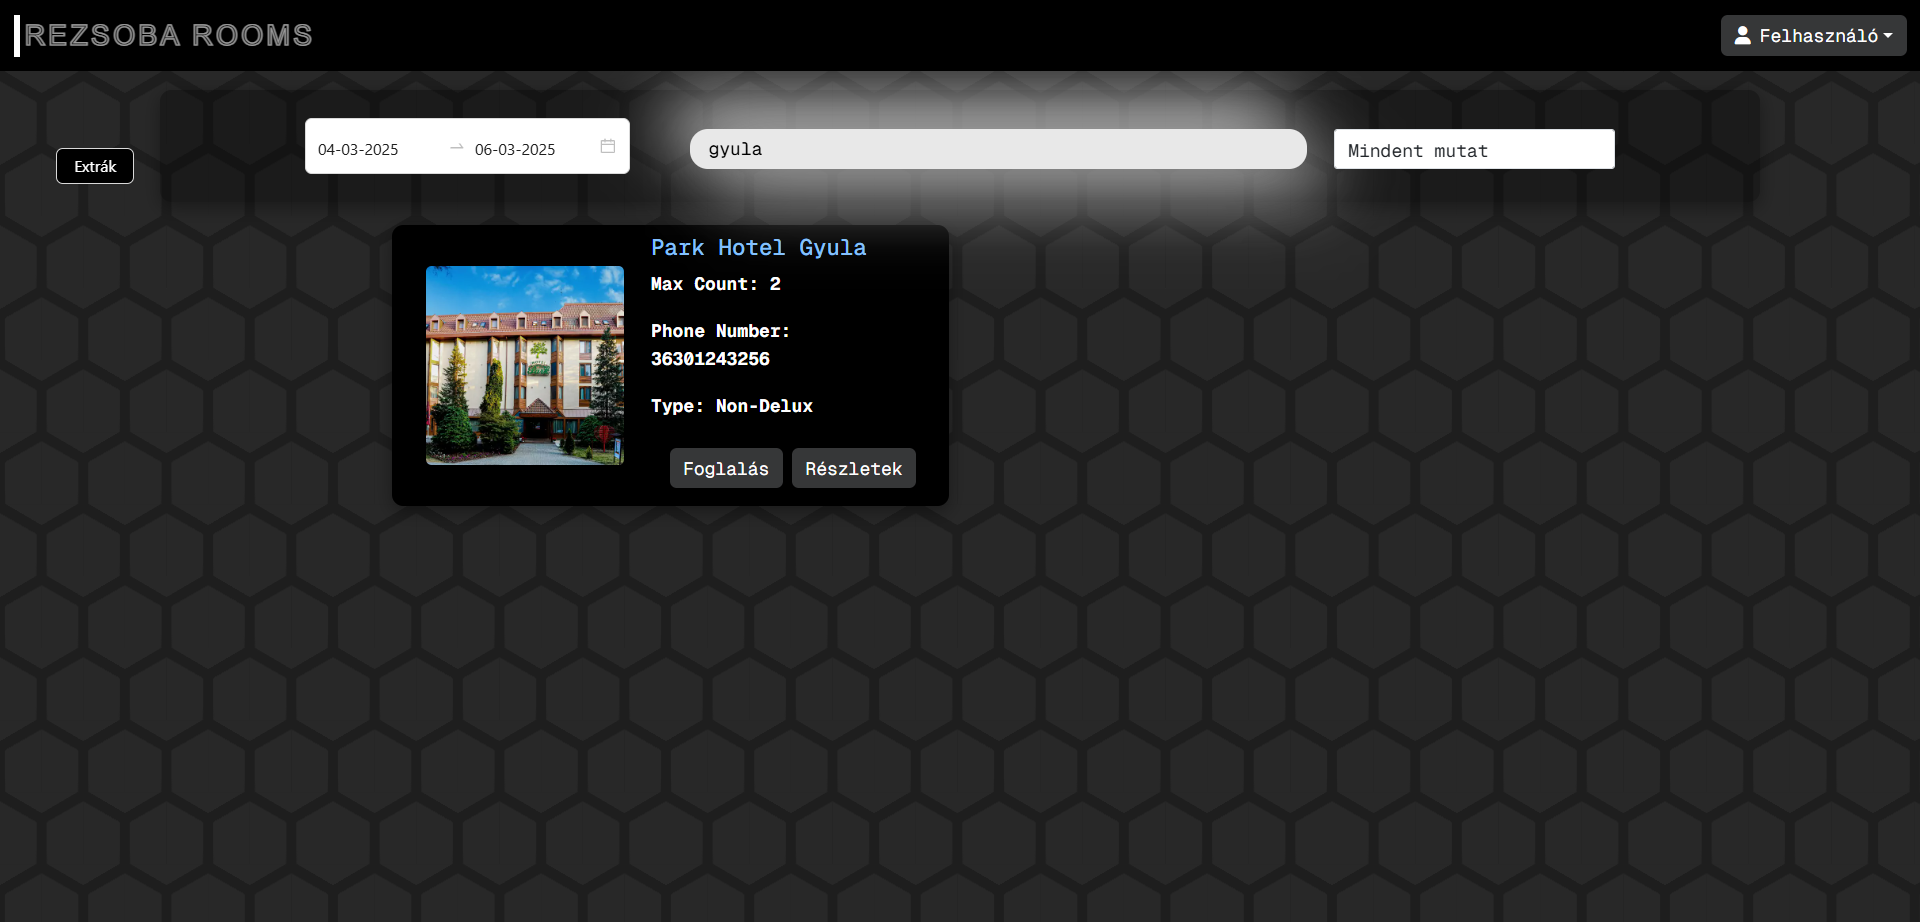 REZSOBA ROOMS
Felhasználó
Extrák
04-03-2025 → 06-03-2025
gyula
Mindent mutat
Park Hotel Gyula
Max Count: 2
Phone Number:
36301243256
Type: Non-Delux
Foglalás
Részletek